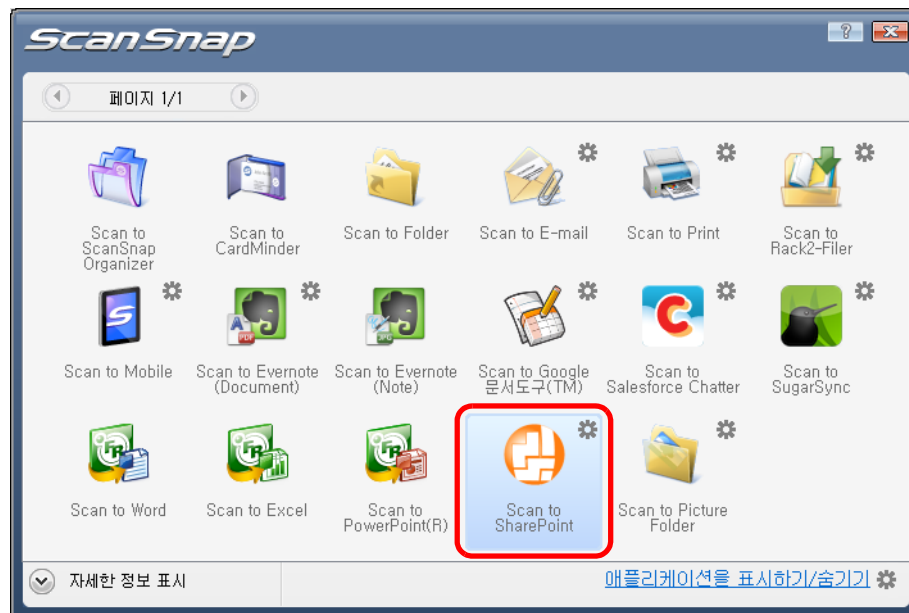 ScanSnap
페이지 1/1
Scan to
ScanSnap
Organizer
Scan to
CardMinder
Scan to Folder
Scan to E-mail
Scan to Print
Scan to
Rack2-Filer
Scan to Mobile
Scan to Evernote
(Document)
Scan to Evernote
(Note)
Scan to Google
문서도구(TM)
Scan to
Salesforce Chatter
Scan to
SugarSync
Scan to Word
Scan to Excel
Scan to
PowerPoint(R)
Scan to
SharePoint
Scan to Picture
Folder
자세한 정보 표시
애플리케이션을 표시하기/숨기기